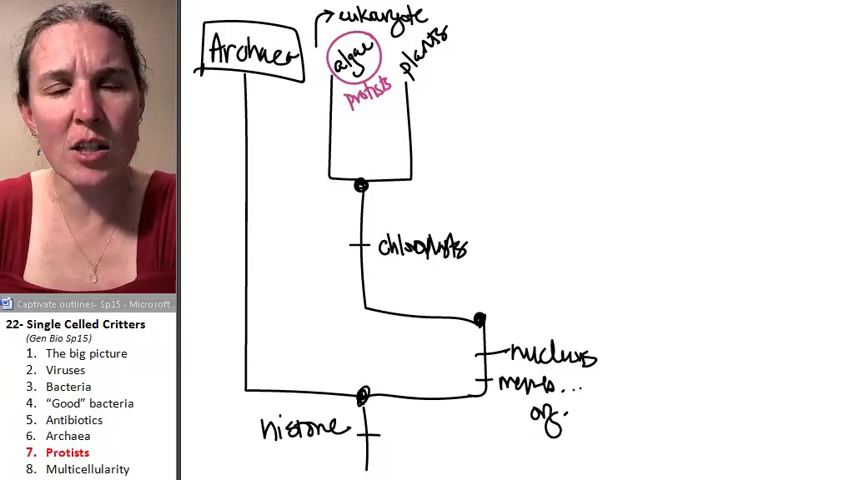 eukaryote
Archaea
algae
plants
protists
chloroplasts
nucleus
histone
org.
Captivate outlines- Sp15 - Microsoft .
22- Single Celled Critters
(Gen Bio Sp15)
1. The big picture
2. Viruses
3. Bacteria
4. “Good” bacteria
5. Antibiotics
6. Archaea
7. Protists
8. Multicellularity